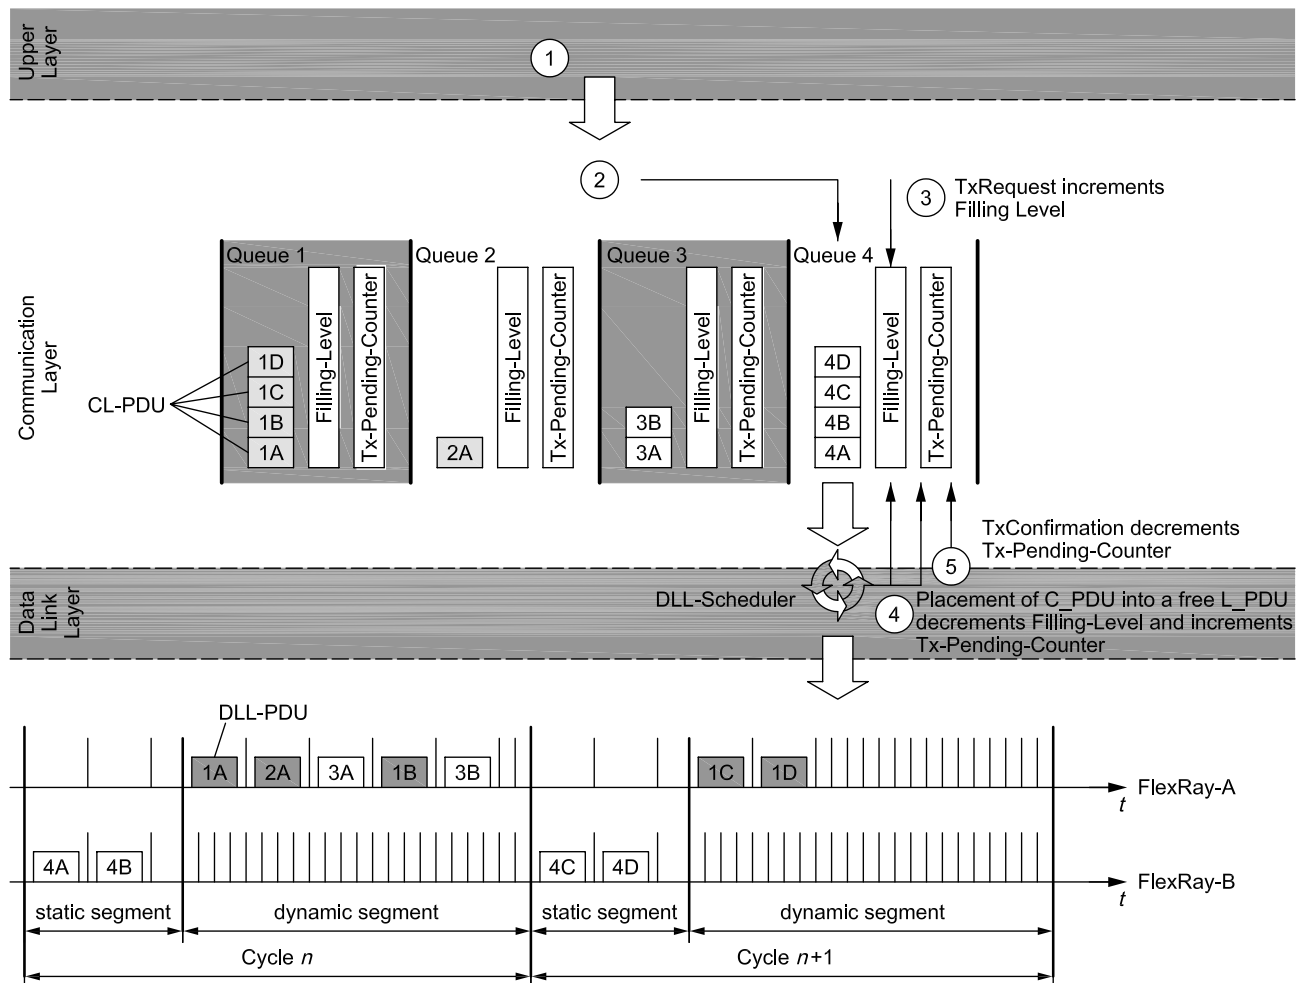 Upper
Layer
1
2
3
TxRequest increments
Filling Level
Communication
Layer
Queue 1
Filling-Level
Tx-Pending-Counter
1D
1C
1B
1A
CL-PDU
Queue 2
Filling-Level
Tx-Pending-Counter
2A
Queue 3
Filling-Level
Tx-Pending-Counter
3B
3A
Queue 4
Filling-Level
Tx-Pending-Counter
4D
4C
4B
4A
TxConfirmation decrements
Tx-Pending-Counter
5
Data
Link
Layer
DLL-Scheduler
4
Placement of C_PDU into a free L_PDU
decrements Filling-Level and increments
Tx-Pending-Counter
DLL-PDU
1A 2A 3A 1B 3B 1C 1D
t
FlexRay-A
4A 4B 4C 4D
t
FlexRay-B
static segment dynamic segment static segment dynamic segment
Cycle n Cycle n+1